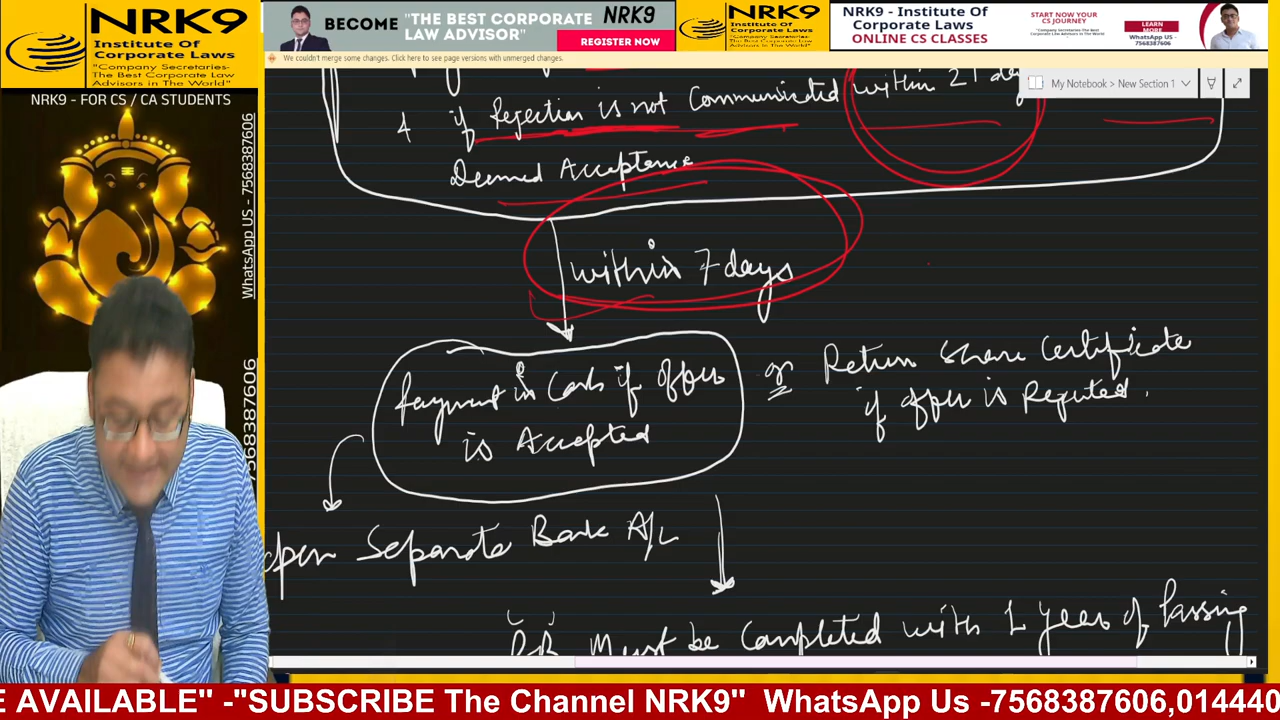 NRK9
Institute Of
Corporate Laws
"Company Secretaries-
The Best Corporate Law
Advisors in The World"
NRK9 - FOR CS / CA STUDENTS
WhatsApp US - 7568387606
7568387606
BECOME "THE BEST CORPORATE
LAW ADVISOR"
NRK9
REGISTER NOW
NRK9
Institute Of
Corporate Laws
NRK9 - Institute Of
Corporate Laws
ONLINE CS CLASSES
START NOW YOUR
CS JOURNEY
LEARN
MORE
WhatsApp US -
7568387606
We couldn't merge some changes. Click here to see page versions with unmerged changes.
My Notebook > New Section 1
4 if Rejection is not Communicated within 21
Deemed Acceptance
within 7 days
Payment in Cash if offer
is Accepted
or Return Share Certificate
if offer is Rejected.
open Separate Bank A/c
BB Must be Completed with 1 year of Passing
E AVAILABLE" -"SUBSCRIBE The Channel NRK9" WhatsApp Us -7568387606,014440